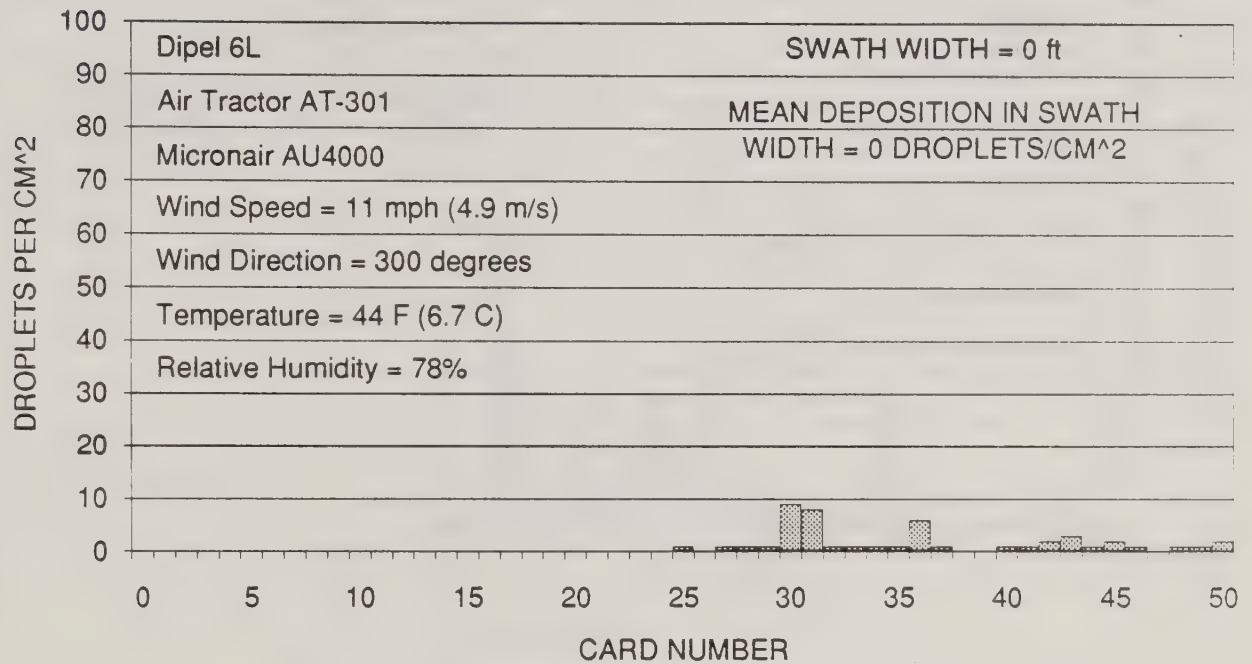 100
90
80
70
60
50
40
30
20
10
0
DROPLETS PER CM^2
Dipel 6L
Air Tractor AT-301
Micronair AU4000
Wind Speed = 11 mph (4.9 m/s)
Wind Direction = 300 degrees
Temperature = 44 F (6.7 C)
Relative Humidity = 78%
SWATH WIDTH = 0 ft
MEAN DEPOSITION IN SWATH
WIDTH = 0 DROPLETS/CM^2
0 5 10 15 20 25 30 35 40 45 50
CARD NUMBER